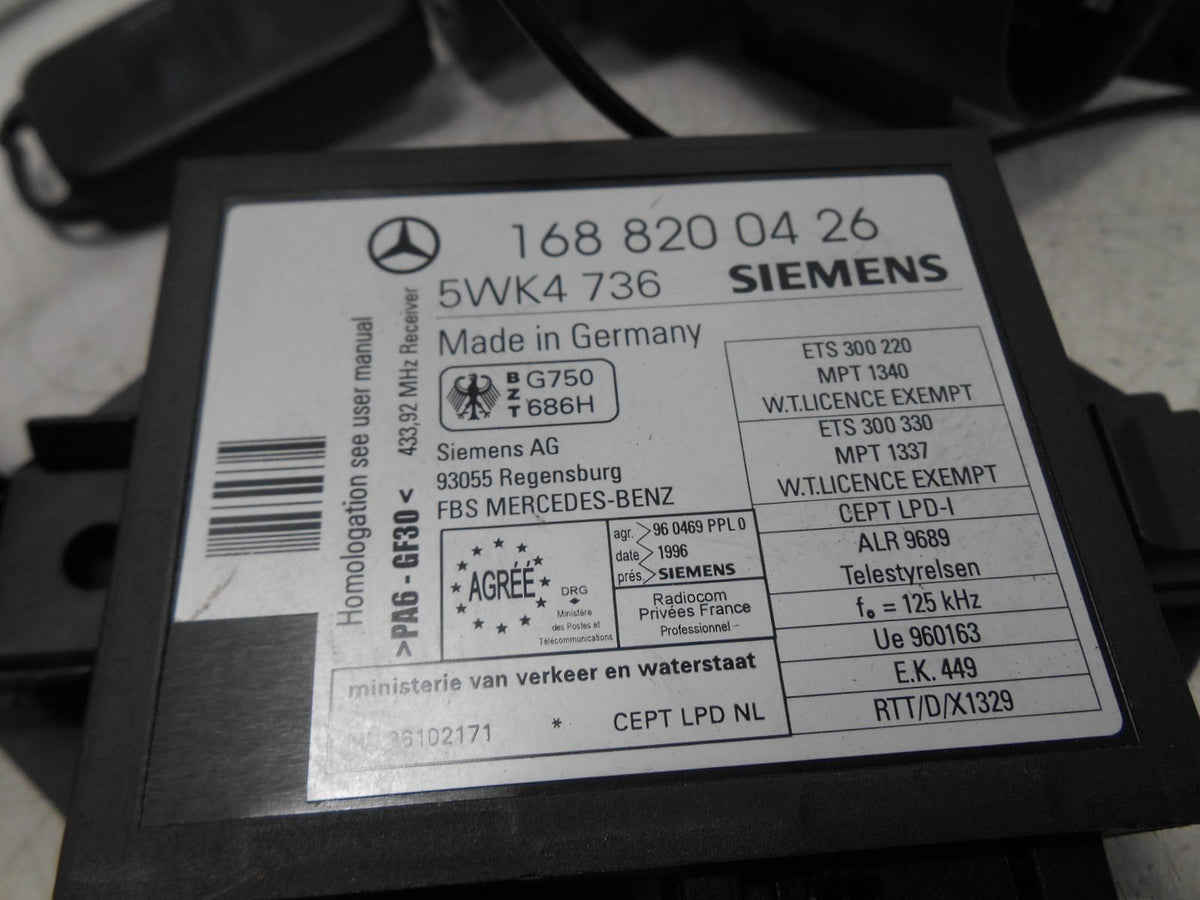 168 820 04 26
5WK4 736
SIEMENS
Made in Germany
BZT G750
686H
Siemens AG
93055 Regensburg
FBS MERCEDES-BENZ
Homologation see user manual
433,92 MHz Receiver
>PA6 - GF30<
AGRÉÉ
DRG
Ministère
des Postes et
Télécommunications
agr. 96 0469 PPL 0
date 1996
prés. SIEMENS
Radiocom
Privées France
Professionnel -
ministerie van verkeer en waterstaat
96102171 * CEPT LPD NL
ETS 300 220
MPT 1340
W.T.LICENCE EXEMPT
ETS 300 330
MPT 1337
W.T.LICENCE EXEMPT
CEPT LPD-I
ALR 9689
Telestyrelsen
fo = 125 kHz
Ue 960163
E.K. 449
RTT/D/X1329